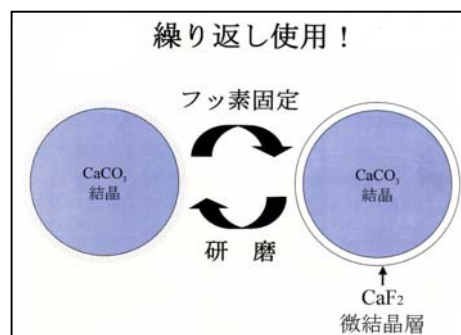 繰り返し使用！
フッ素固定
CaCO₃
結晶
CaCO₃
結晶
研 磨
CaF₂
微結晶層